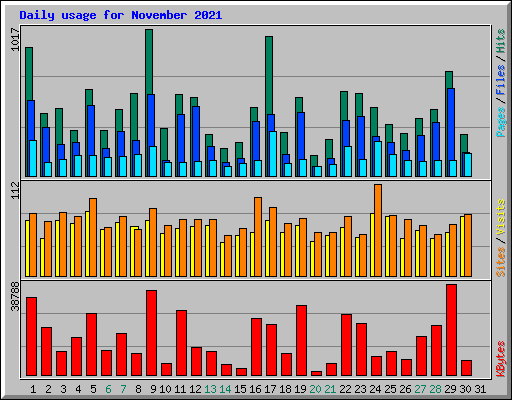 Daily usage for November 2021
1017
Pages / Files / Hits
112
Sites / Visits
38788
KBytes
1 2 3 4 5 6 7 8 9 10 11 12 13 14 15 16 17 18 19 20 21 22 23 24 25 26 27 28 29 30 31